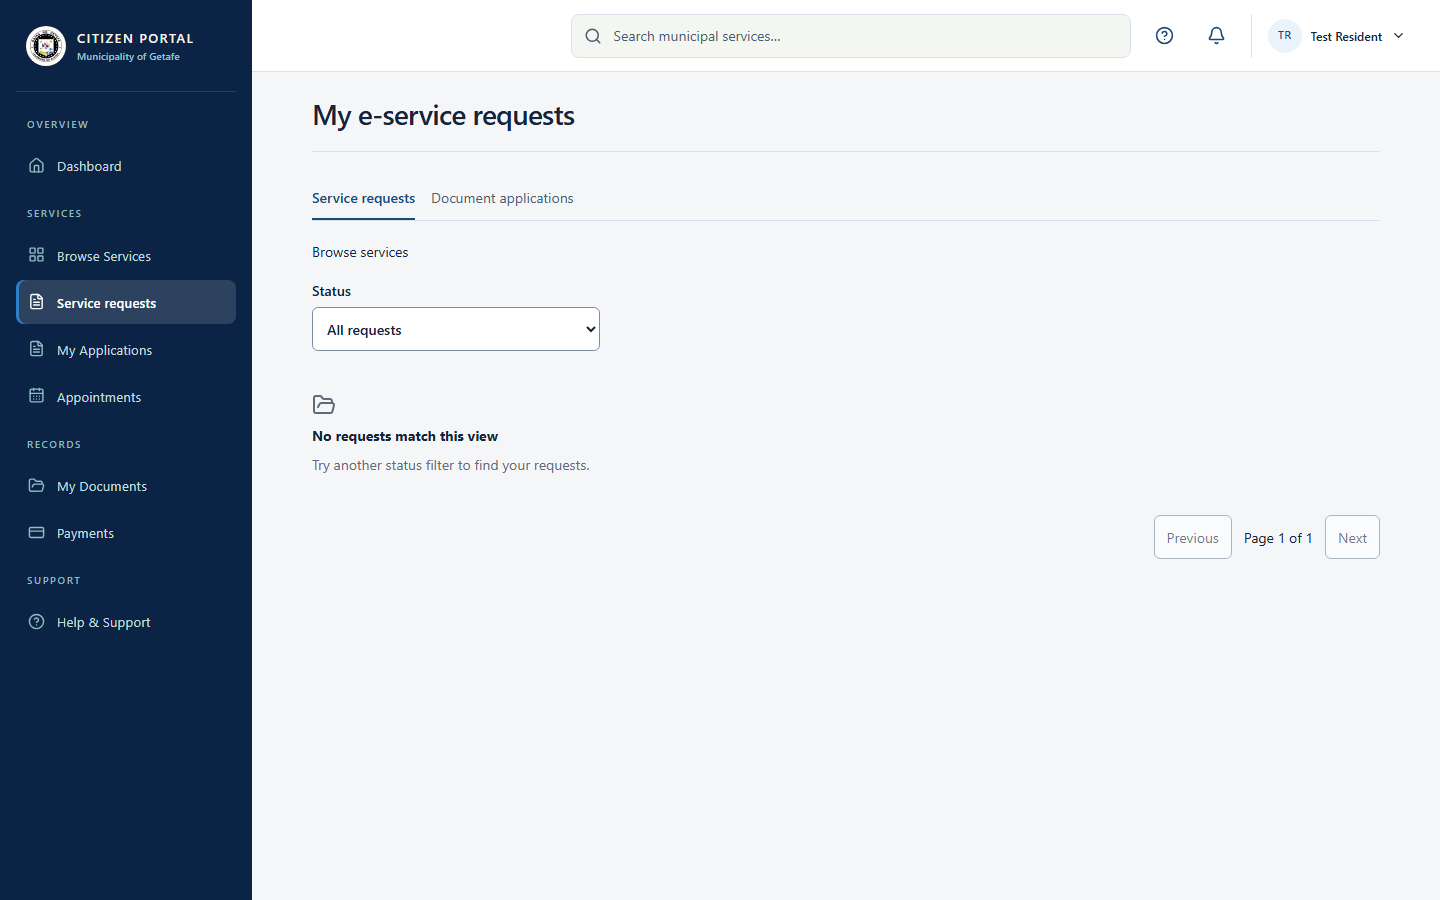 CITIZEN PORTAL
Municipality of Getafe
Search municipal services...
TR
Test Resident
OVERVIEW
Dashboard
SERVICES
Browse Services
Service requests
My Applications
Appointments
RECORDS
My Documents
Payments
SUPPORT
Help & Support
My e-service requests
Service requests
Document applications
Browse services
Status
All requests
No requests match this view
Try another status filter to find your requests.
Previous
Page 1 of 1
Next